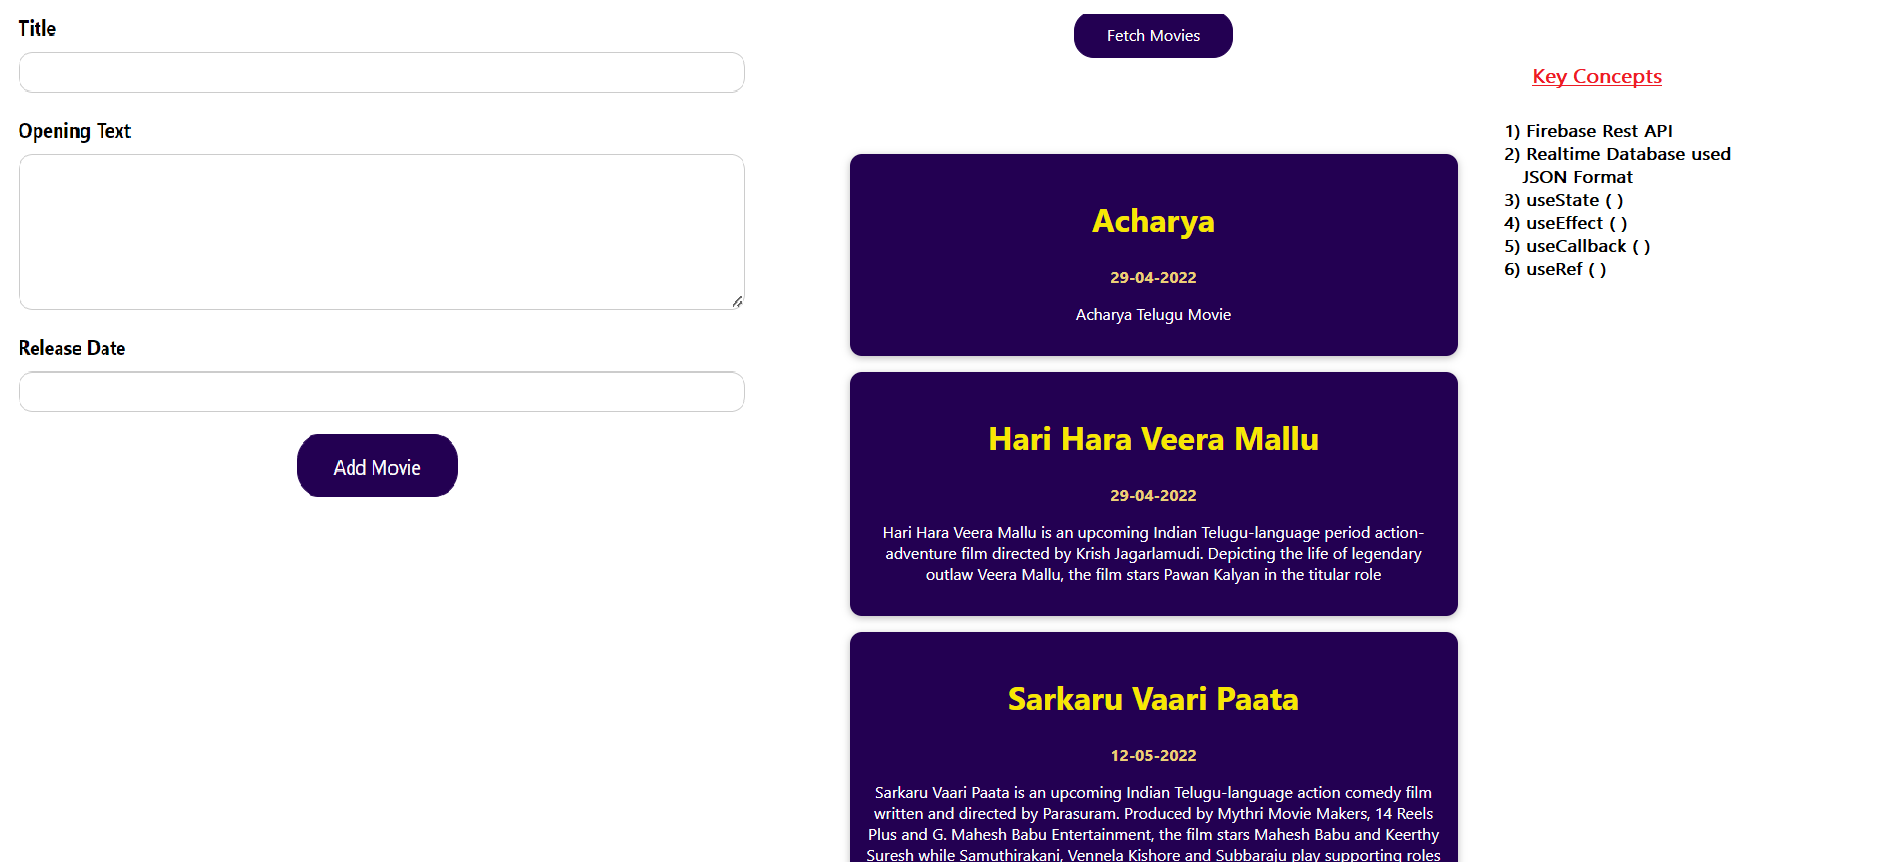 Title
Opening Text
Release Date
Add Movie
Fetch Movies
Acharya
29-04-2022
Acharya Telugu Movie
Hari Hara Veera Mallu
29-04-2022
Hari Hara Veera Mallu is an upcoming Indian Telugu-language period action-
adventure film directed by Krish Jagarlamudi. Depicting the life of legendary
outlaw Veera Mallu, the film stars Pawan Kalyan in the titular role
Sarkaru Vaari Paata
12-05-2022
Sarkaru Vaari Paata is an upcoming Indian Telugu-language action comedy film
written and directed by Parasuram. Produced by Mythri Movie Makers, 14 Reels
Plus and G. Mahesh Babu Entertainment, the film stars Mahesh Babu and Keerthy
Suresh while Samuthirakani, Vennela Kishore and Subbaraju play supporting roles
Key Concepts
1) Firebase Rest API
2) Realtime Database used
JSON Format
3) useState ( )
4) useEffect ( )
5) useCallback ( )
6) useRef ( )